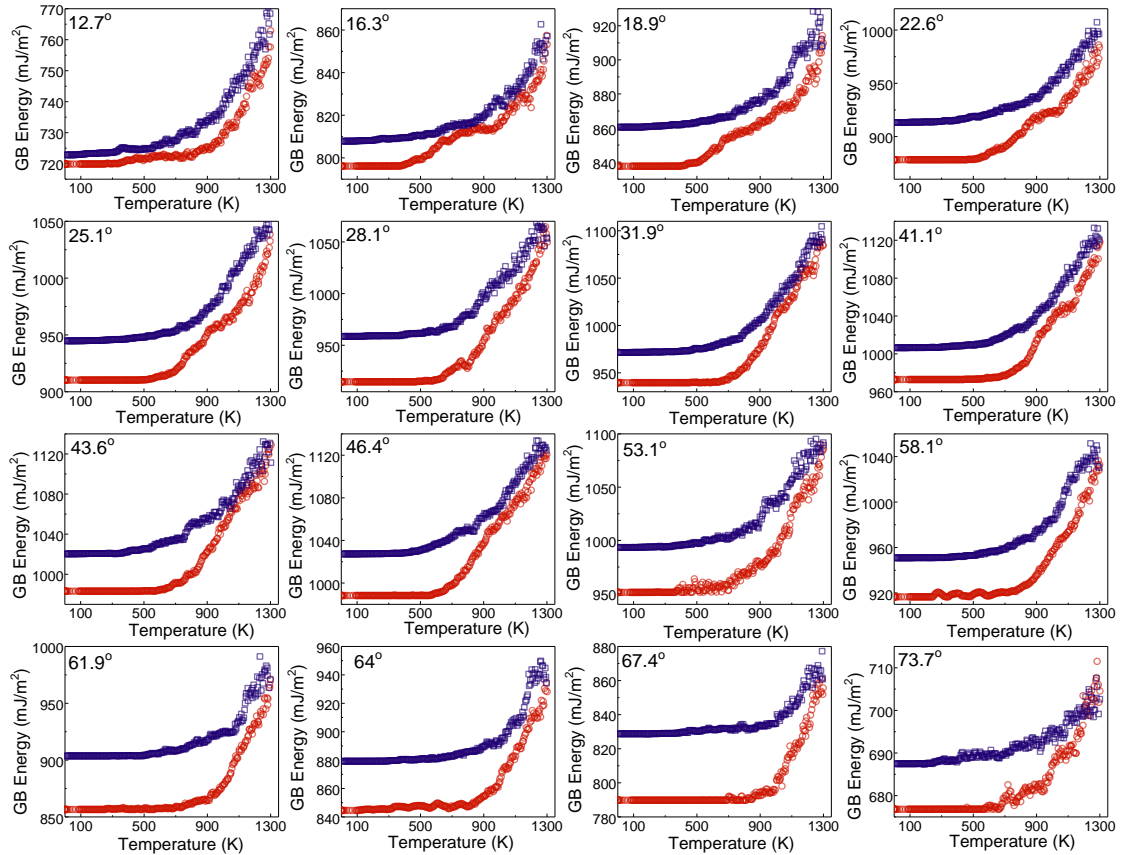 12.7°
GB Energy (mJ/m²)
770
760
750
740
730
720
100 500 900 1300
Temperature (K)
16.3°
GB Energy (mJ/m²)
860
840
820
800
100 500 900 1300
Temperature (K)
18.9°
GB Energy (mJ/m²)
920
900
880
860
840
100 500 900 1300
Temperature (K)
22.6°
GB Energy (mJ/m²)
1000
950
900
100 500 900 1300
Temperature (K)
25.1°
GB Energy (mJ/m²)
1050
1000
950
900
100 500 900 1300
Temperature (K)
28.1°
GB Energy (mJ/m²)
1050
1000
950
100 500 900 1300
Temperature (K)
31.9°
GB Energy (mJ/m²)
1100
1050
1000
950
100 500 900 1300
Temperature (K)
41.1°
GB Energy (mJ/m²)
1120
1080
1040
1000
960
100 500 900 1300
Temperature (K)
43.6°
GB Energy (mJ/m²)
1120
1080
1040
1000
100 500 900 1300
Temperature (K)
46.4°
GB Energy (mJ/m²)
1120
1080
1040
1000
100 500 900 1300
Temperature (K)
53.1°
GB Energy (mJ/m²)
1100
1050
1000
950
100 500 900 1300
Temperature (K)
58.1°
GB Energy (mJ/m²)
1040
1000
960
920
100 500 900 1300
Temperature (K)
61.9°
GB Energy (mJ/m²)
1000
950
900
850
100 500 900 1300
Temperature (K)
64°
GB Energy (mJ/m²)
960
940
920
900
880
860
840
100 500 900 1300
Temperature (K)
67.4°
GB Energy (mJ/m²)
880
860
840
820
800
780
100 500 900 1300
Temperature (K)
73.7°
GB Energy (mJ/m²)
710
700
690
680
100 500 900 1300
Temperature (K)